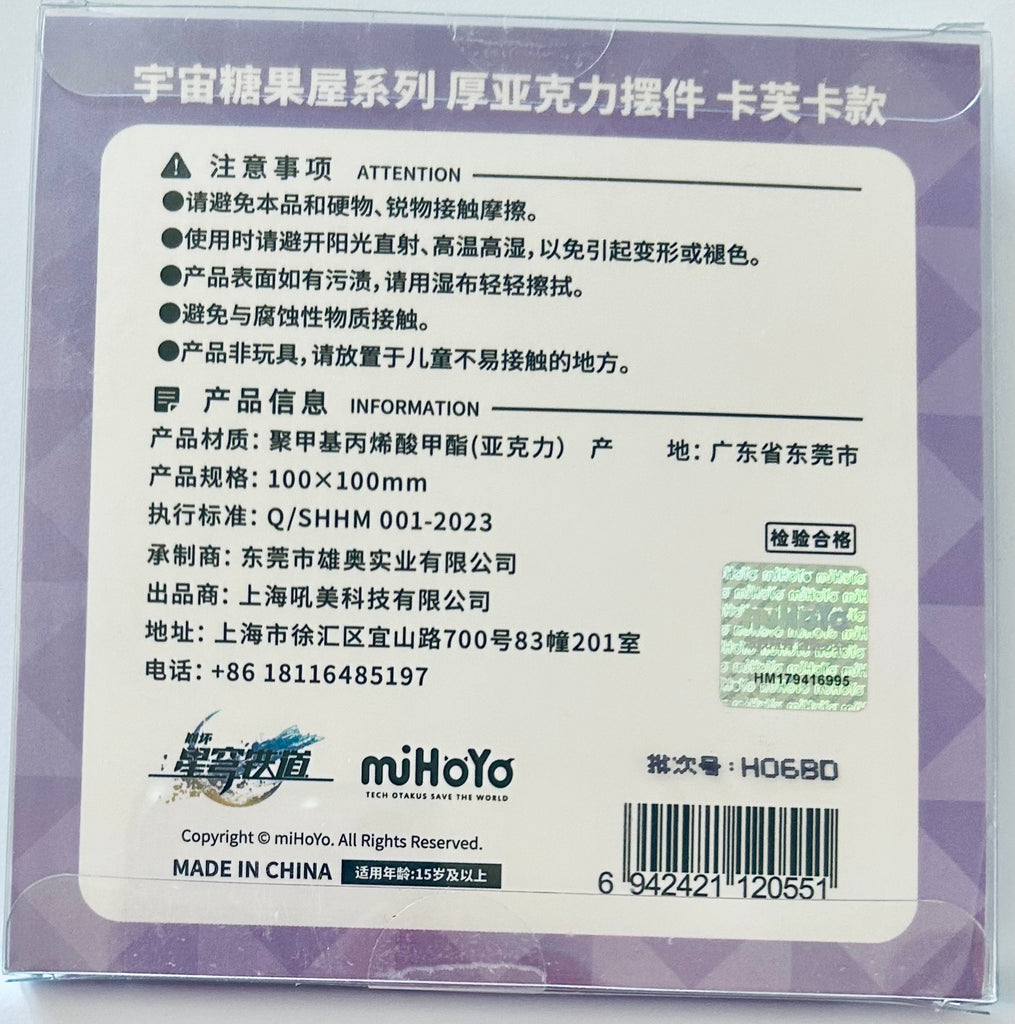 宇宙糖果屋系列 厚亚克力摆件 卡芙卡款
注意事项 ATTENTION
●请避免本品和硬物、锐物接触摩擦。
●使用时请避开阳光直射、高温高湿,以免引起变形或褪色。
●产品表面如有污渍,请用湿布轻轻擦拭。
●避免与腐蚀性物质接触。
●产品非玩具,请放置于儿童不易接触的地方。
产品信息 INFORMATION
产品材质: 聚甲基丙烯酸甲酯(亚克力) 产 地: 广东省东莞市
产品规格: 100×100mm
执行标准: Q/SHHM 001-2023
检验合格
承制商: 东莞市雄奥实业有限公司
出品商: 上海吼美科技有限公司
地址: 上海市徐汇区宜山路700号83幢201室
电话: +86 18116485197
miHoYo
HM179416995
崩坏
星穹铁道
miHoYo
TECH OTAKUS SAVE THE WORLD
批次号:H06BD
Copyright © miHoYo. All Rights Reserved.
MADE IN CHINA 适用年龄:15岁及以上
6 942421 120551